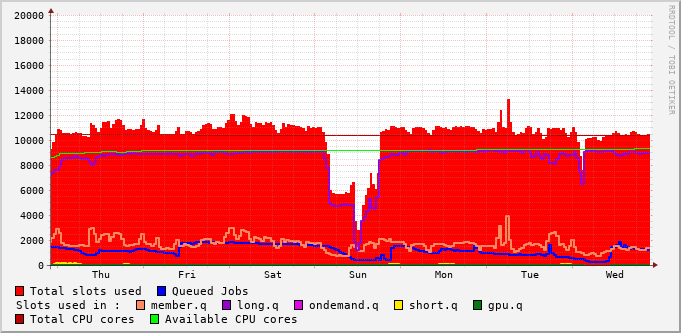 20000
18000
16000
14000
12000
10000
8000
6000
4000
2000
0
Thu Fri Sat Sun Mon Tue Wed
RRDTOOL / TOBI OETIKER
Total slots used Queued Jobs
Slots used in : member.q long.q ondemand.q short.q gpu.q
Total CPU cores Available CPU cores